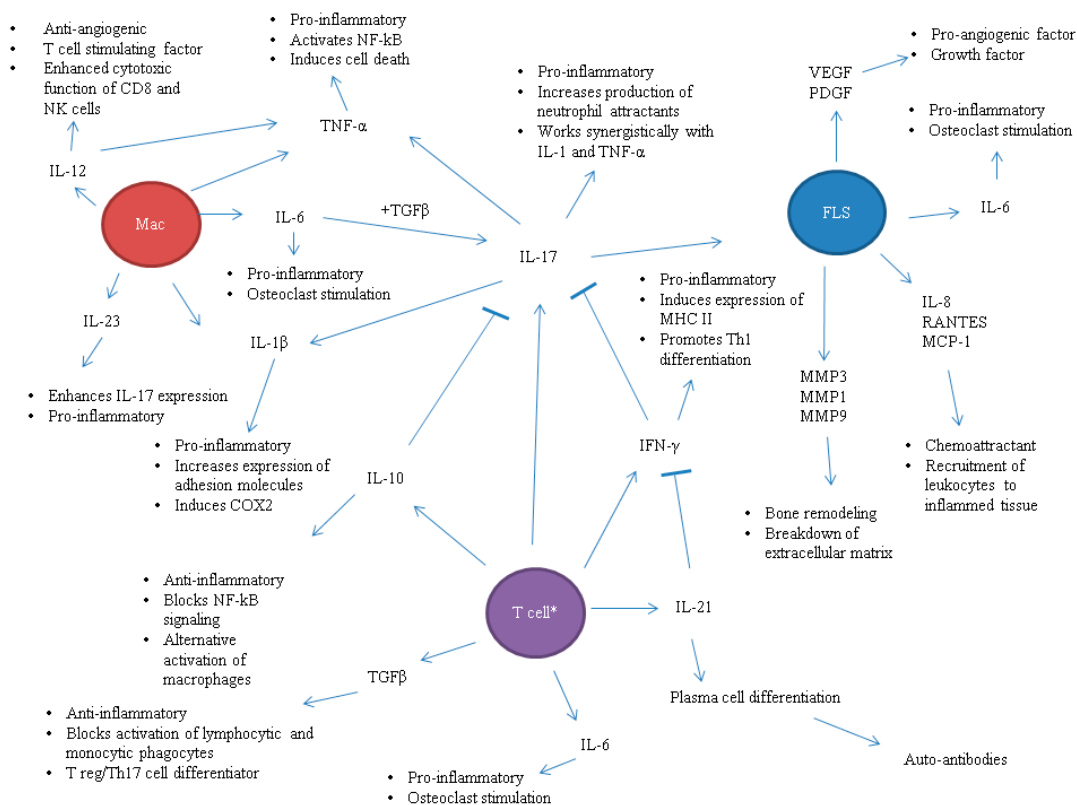 • Anti-angiogenic
• T cell stimulating factor
• Enhanced cytotoxic
function of CD8 and
NK cells
• Pro-inflammatory
• Activates NF-kB
• Induces cell death
TNF-α
• Pro-inflammatory
• Increases production of
neutrophil attractants
• Works synergistically with
IL-1 and TNF-α
• Pro-angiogenic factor
• Growth factor
VEGF
PDGF
• Pro-inflammatory
• Osteoclast stimulation
IL-12
Mac
IL-6
+TGFβ
IL-17
FLS
IL-6
• Pro-inflammatory
• Osteoclast stimulation
• Pro-inflammatory
• Induces expression of
MHC II
• Promotes Th1
differentiation
IL-23
IL-1β
IL-8
RANTES
MCP-1
• Enhances IL-17 expression
• Pro-inflammatory
MMP3
MMP1
MMP9
• Pro-inflammatory
• Increases expression of
adhesion molecules
• Induces COX2
IL-10
IFN-γ
• Chemoattractant
• Recruitment of
leukocytes to
inflammed tissue
• Bone remodeling
• Breakdown of
extracellular matrix
• Anti-inflammatory
• Blocks NF-kB
signaling
• Alternative
activation of
macrophages
T cell*
IL-21
TGFβ
Plasma cell differentiation
• Anti-inflammatory
• Blocks activation of lymphocytic and
monocytic phagocytes
• T reg/Th17 cell differentiator
IL-6
Auto-antibodies
• Pro-inflammatory
• Osteoclast stimulation